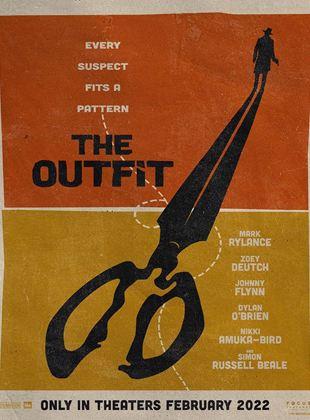 EVERY
SUSPECT
FITS A
PATTERN
THE
OUTFIT
MARK
RYLANCE
ZOEY
DEUTCH
JOHNNY
FLYNN
DYLAN
O'BRIEN
NIKKI
AMUKA-BIRD
SIMON
RUSSELL BEALE
ONLY IN THEATERS FEBRUARY 2022
FOCUS